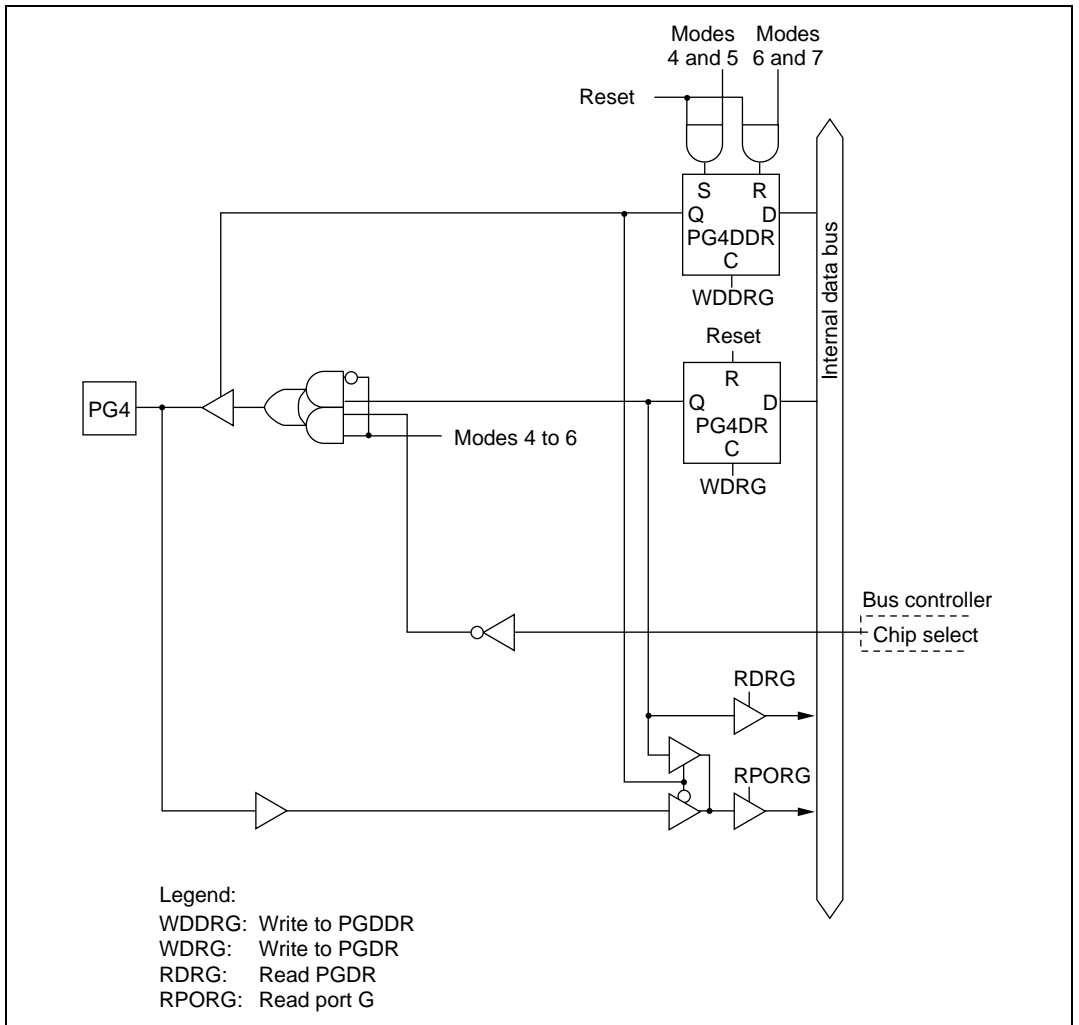 Modes
4 and 5
Modes
6 and 7
Reset
S R
Q D
PG4DDR
C
WDDRG
Internal data bus
Reset
R
PG4
Q D
PG4DR
C
Modes 4 to 6
WDRG
Bus controller
Chip select
RDRG
RPORG
Legend:
WDDRG: Write to PGDDR
WDRG: Write to PGDR
RDRG: Read PGDR
RPORG: Read port G